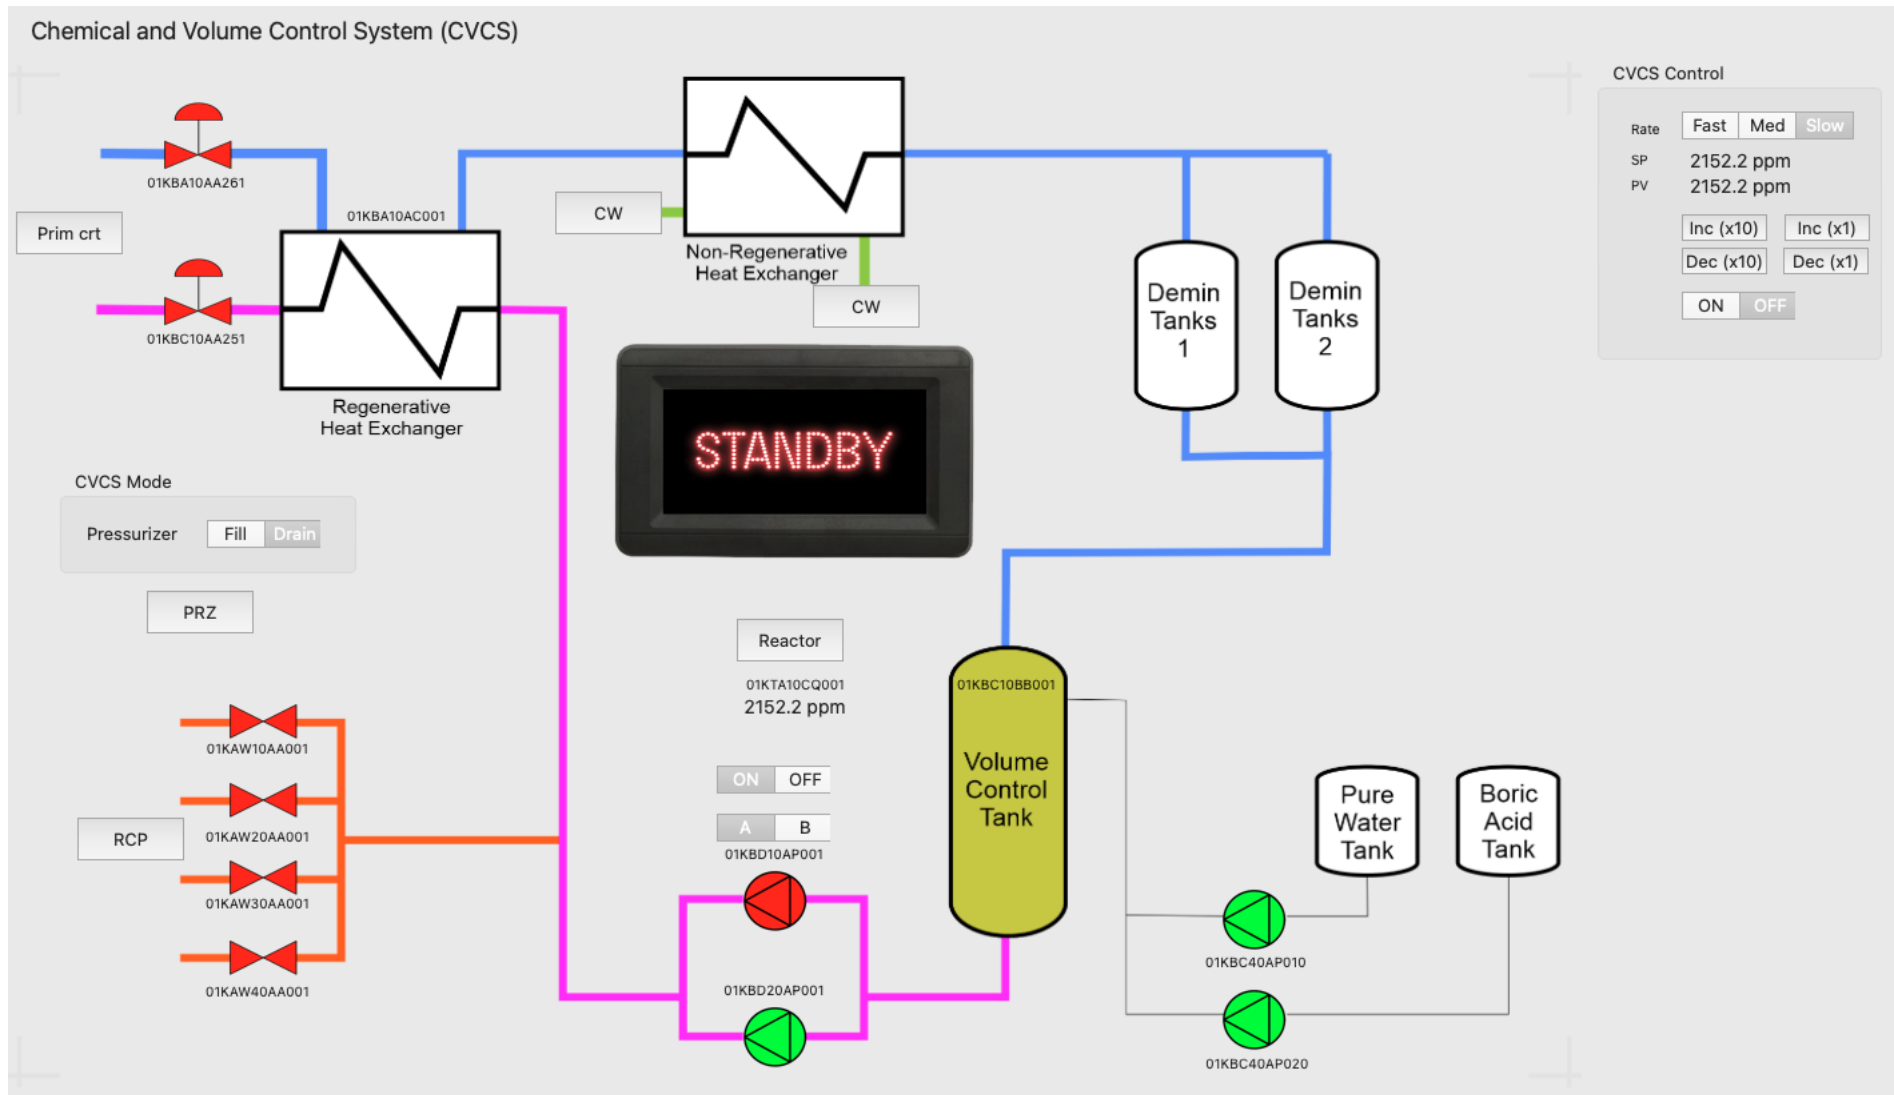 Chemical and Volume Control System (CVCS)
CVCS Control
Rate
Fast
Med
Slow
SP
2152.2 ppm
PV
2152.2 ppm
Inc (x10)
Inc (x1)
Dec (x10)
Dec (x1)
ON
OFF
01KBA10AA261
Prim crt
01KBC10AA251
01KBA10AC001
Regenerative
Heat Exchanger
CW
Non-Regenerative
Heat Exchanger
CW
Demin
Tanks
1
Demin
Tanks
2
STANDBY
CVCS Mode
Pressurizer
Fill
Drain
PRZ
Reactor
01KTA10CQ001
2152.2 ppm
ON
OFF
A
B
01KBD10AP001
01KBD20AP001
01KAW10AA001
01KAW20AA001
RCP
01KAW30AA001
01KAW40AA001
01KBC10BB001
Volume
Control
Tank
Pure
Water
Tank
Boric
Acid
Tank
01KBC40AP010
01KBC40AP020